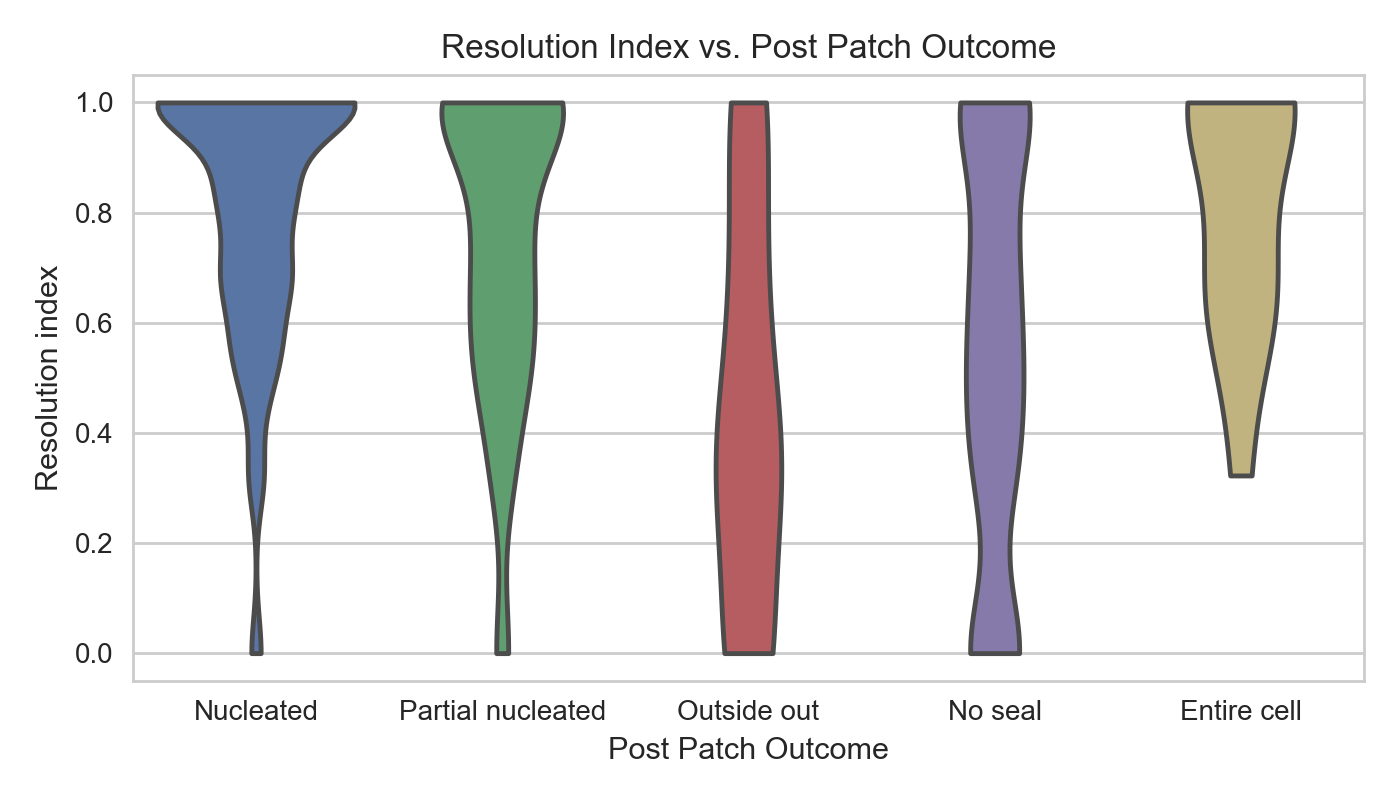 Resolution Index vs. Post Patch Outcome
Resolution index
1.0
0.8
0.6
0.4
0.2
0.0
Nucleated
Partial nucleated
Outside out
No seal
Entire cell
Post Patch Outcome